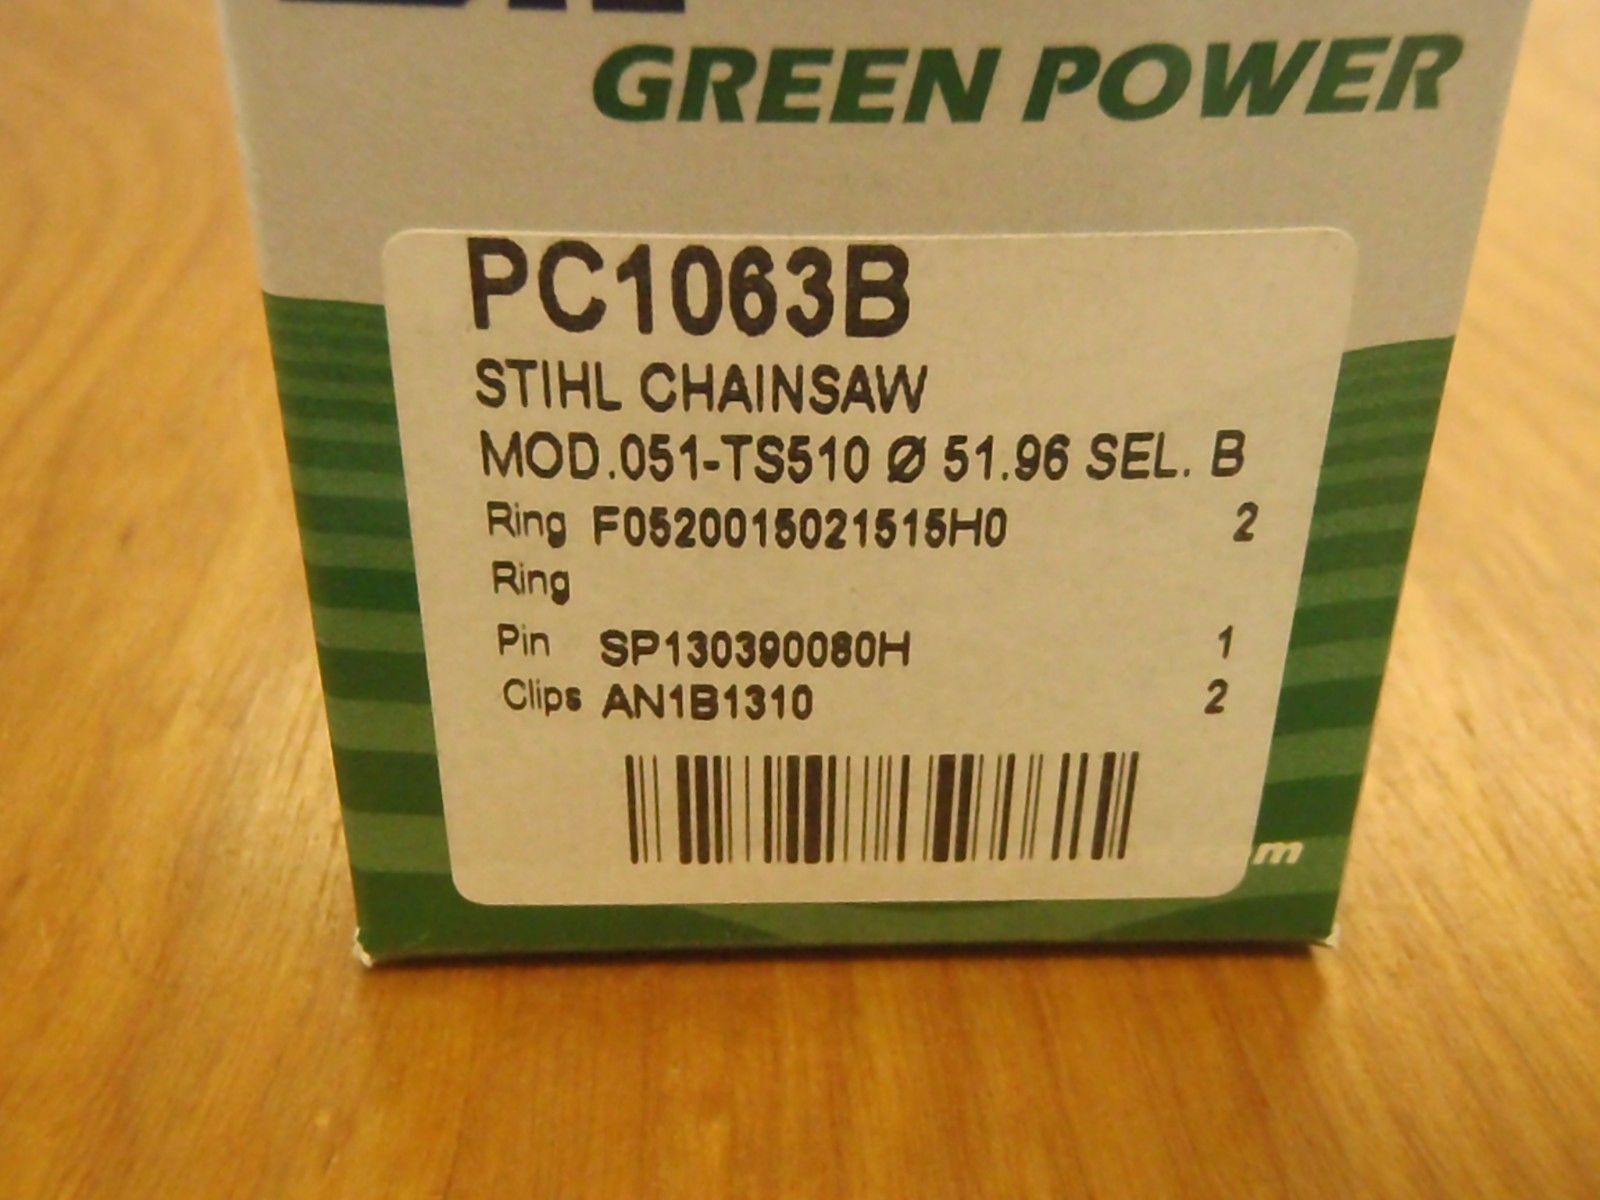 GREEN POWER
PC1063B
STIHL CHAINSAW
MOD.051-TS510 Ø 51.96 SEL. B
Ring F0520015021515H0 2
Ring
Pin SP130390080H 1
Clips AN1B1310 2